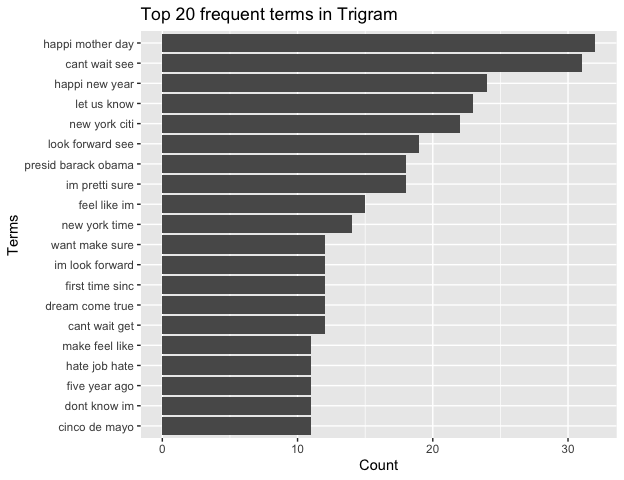 Top 20 frequent terms in Trigram
happi mother day
cant wait see
happi new year
let us know
new york citi
look forward see
presid barack obama
im pretti sure
feel like im
new york time
want make sure
im look forward
first time sinc
dream come true
cant wait get
make feel like
hate job hate
five year ago
dont know im
cinco de mayo
Terms
0 10 20 30
Count